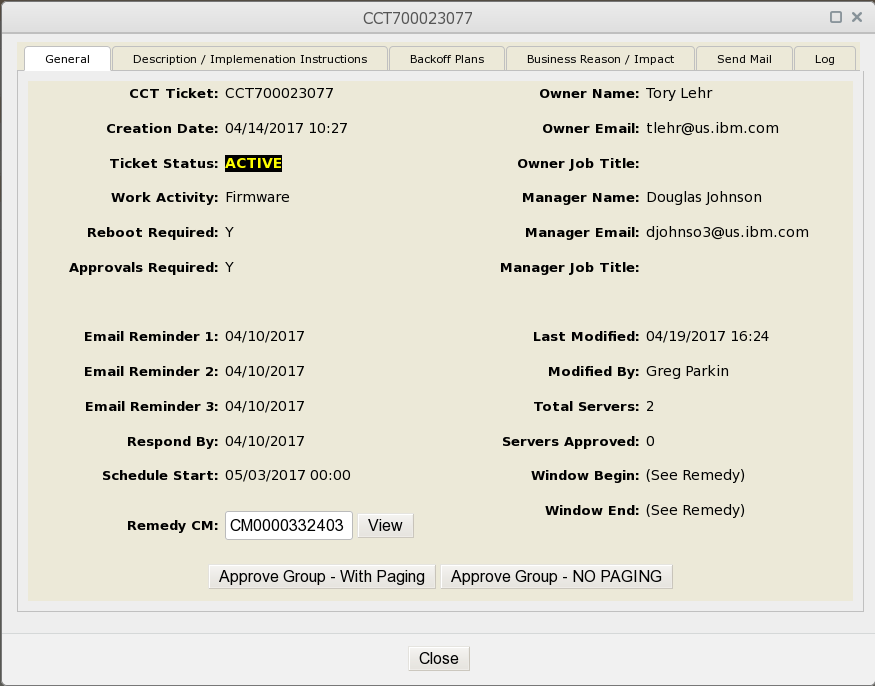 CCT700023077
General
Description / Implemenation Instructions
Backoff Plans
Business Reason / Impact
Send Mail
Log
CCT Ticket: CCT700023077
Owner Name: Tory Lehr
Creation Date: 04/14/2017 10:27
Owner Email: tlehr@us.ibm.com
Ticket Status: ACTIVE
Owner Job Title:
Work Activity: Firmware
Manager Name: Douglas Johnson
Reboot Required: Y
Manager Email: djohnso3@us.ibm.com
Approvals Required: Y
Manager Job Title:
Email Reminder 1: 04/10/2017
Last Modified: 04/19/2017 16:24
Email Reminder 2: 04/10/2017
Modified By: Greg Parkin
Email Reminder 3: 04/10/2017
Total Servers: 2
Respond By: 04/10/2017
Servers Approved: 0
Schedule Start: 05/03/2017 00:00
Window Begin: (See Remedy)
Window End: (See Remedy)
Remedy CM: CM0000332403 View
Approve Group - With Paging
Approve Group - NO PAGING
Close